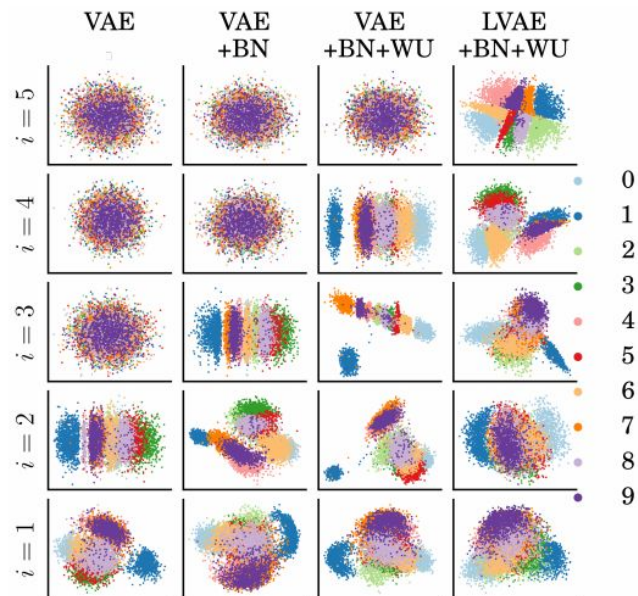 VAE
VAE
+BN
VAE
+BN+WU
LVAE
+BN+WU
i = 5
i = 4
i = 3
i = 2
i = 1
0
1
2
3
4
5
6
7
8
9